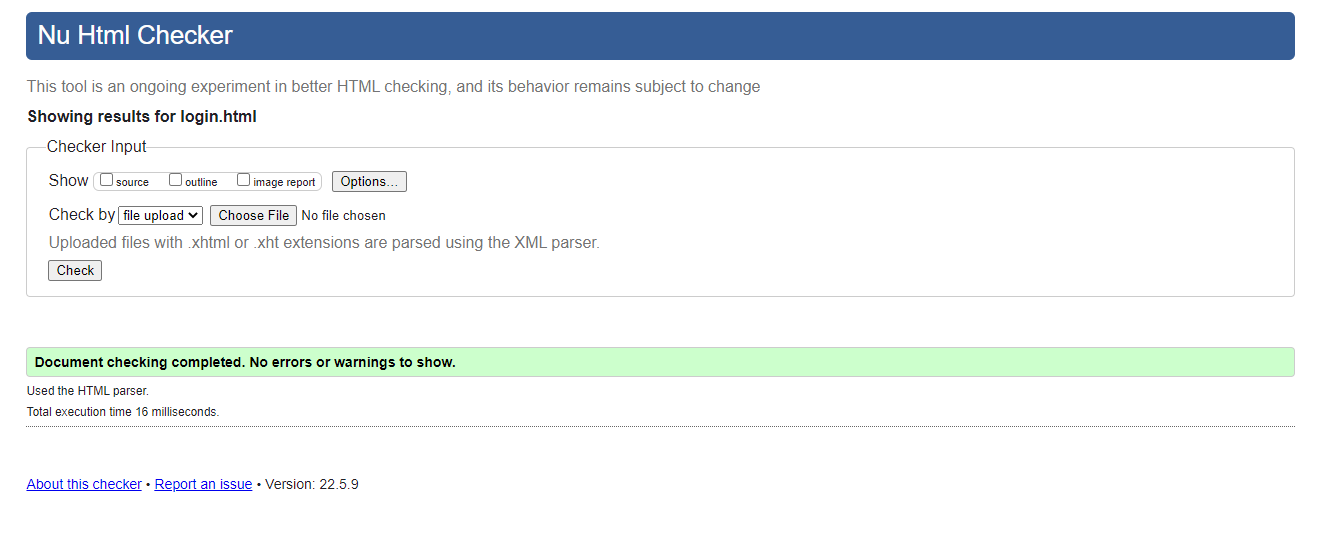 Nu Html Checker
This tool is an ongoing experiment in better HTML checking, and its behavior remains subject to change
Showing results for login.html
Checker Input
Show source outline image report Options...
Check by file upload Choose File No file chosen
Uploaded files with .xhtml or .xht extensions are parsed using the XML parser.
Check
Document checking completed. No errors or warnings to show.
Used the HTML parser.
Total execution time 16 milliseconds.
About this checker • Report an issue • Version: 22.5.9